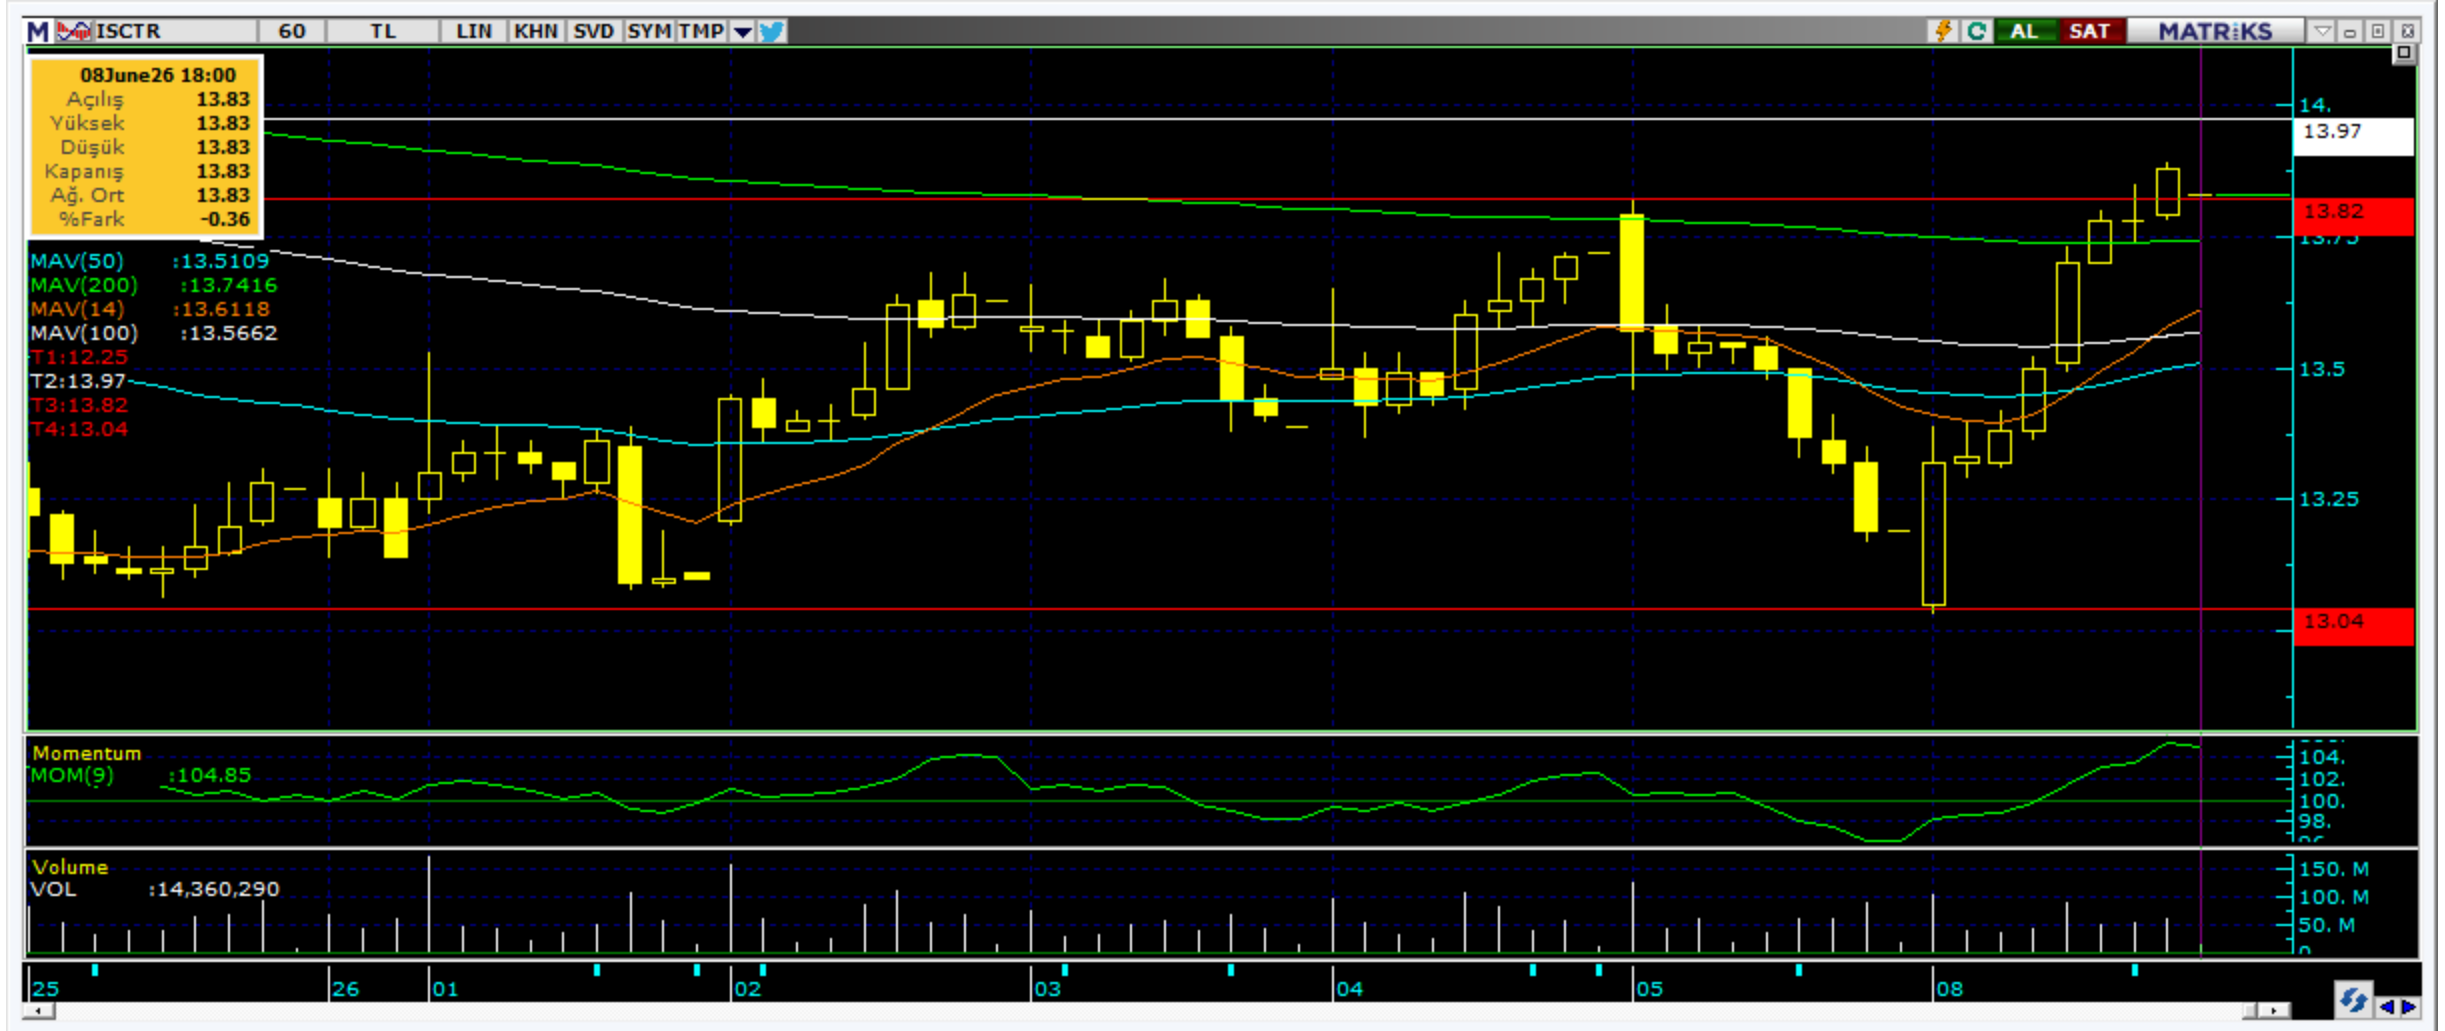 M ISCTR 60 TL LIN KHN SVD SYM TMP AL SAT MATRIKS
08June26 18:00
Açılış 13.83
Yüksek 13.83
Düşük 13.83
Kapanış 13.83
Ağ. Ort 13.83
%Fark -0.36
MAV(50) :13.5109
MAV(200) :13.7416
MAV(14) :13.6118
MAV(100) :13.5662
T1:12.25
T2:13.97
T3:13.82
T4:13.04
14.
13.97
13.82
13.75
13.5
13.25
13.04
Momentum
MOM(9) :104.85
104.
102.
100.
98.
Volume
VOL :14,360,290
150. M
100. M
50. M
0
25 26 01 02 03 04 05 08